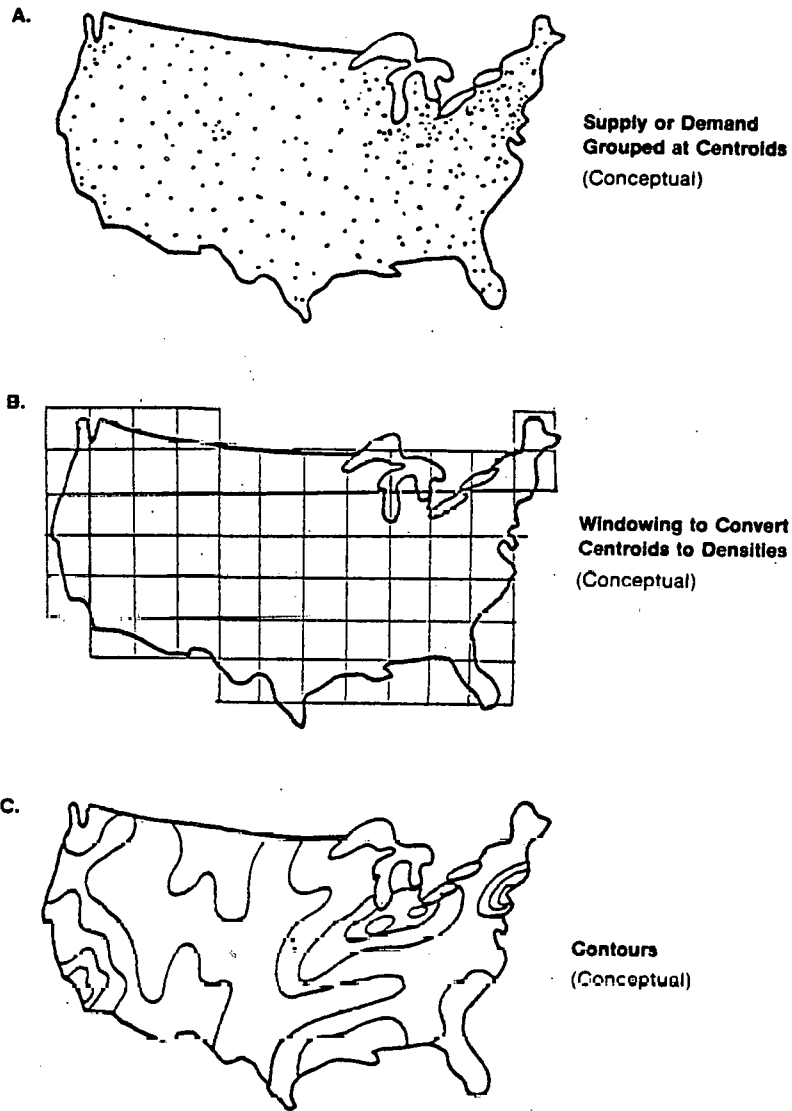 A.
Supply or Demand
Grouped at Centroids
(Conceptual)
B.
Windowing to Convert
Centroids to Densities
(Conceptual)
C.
Contours
(Conceptual)